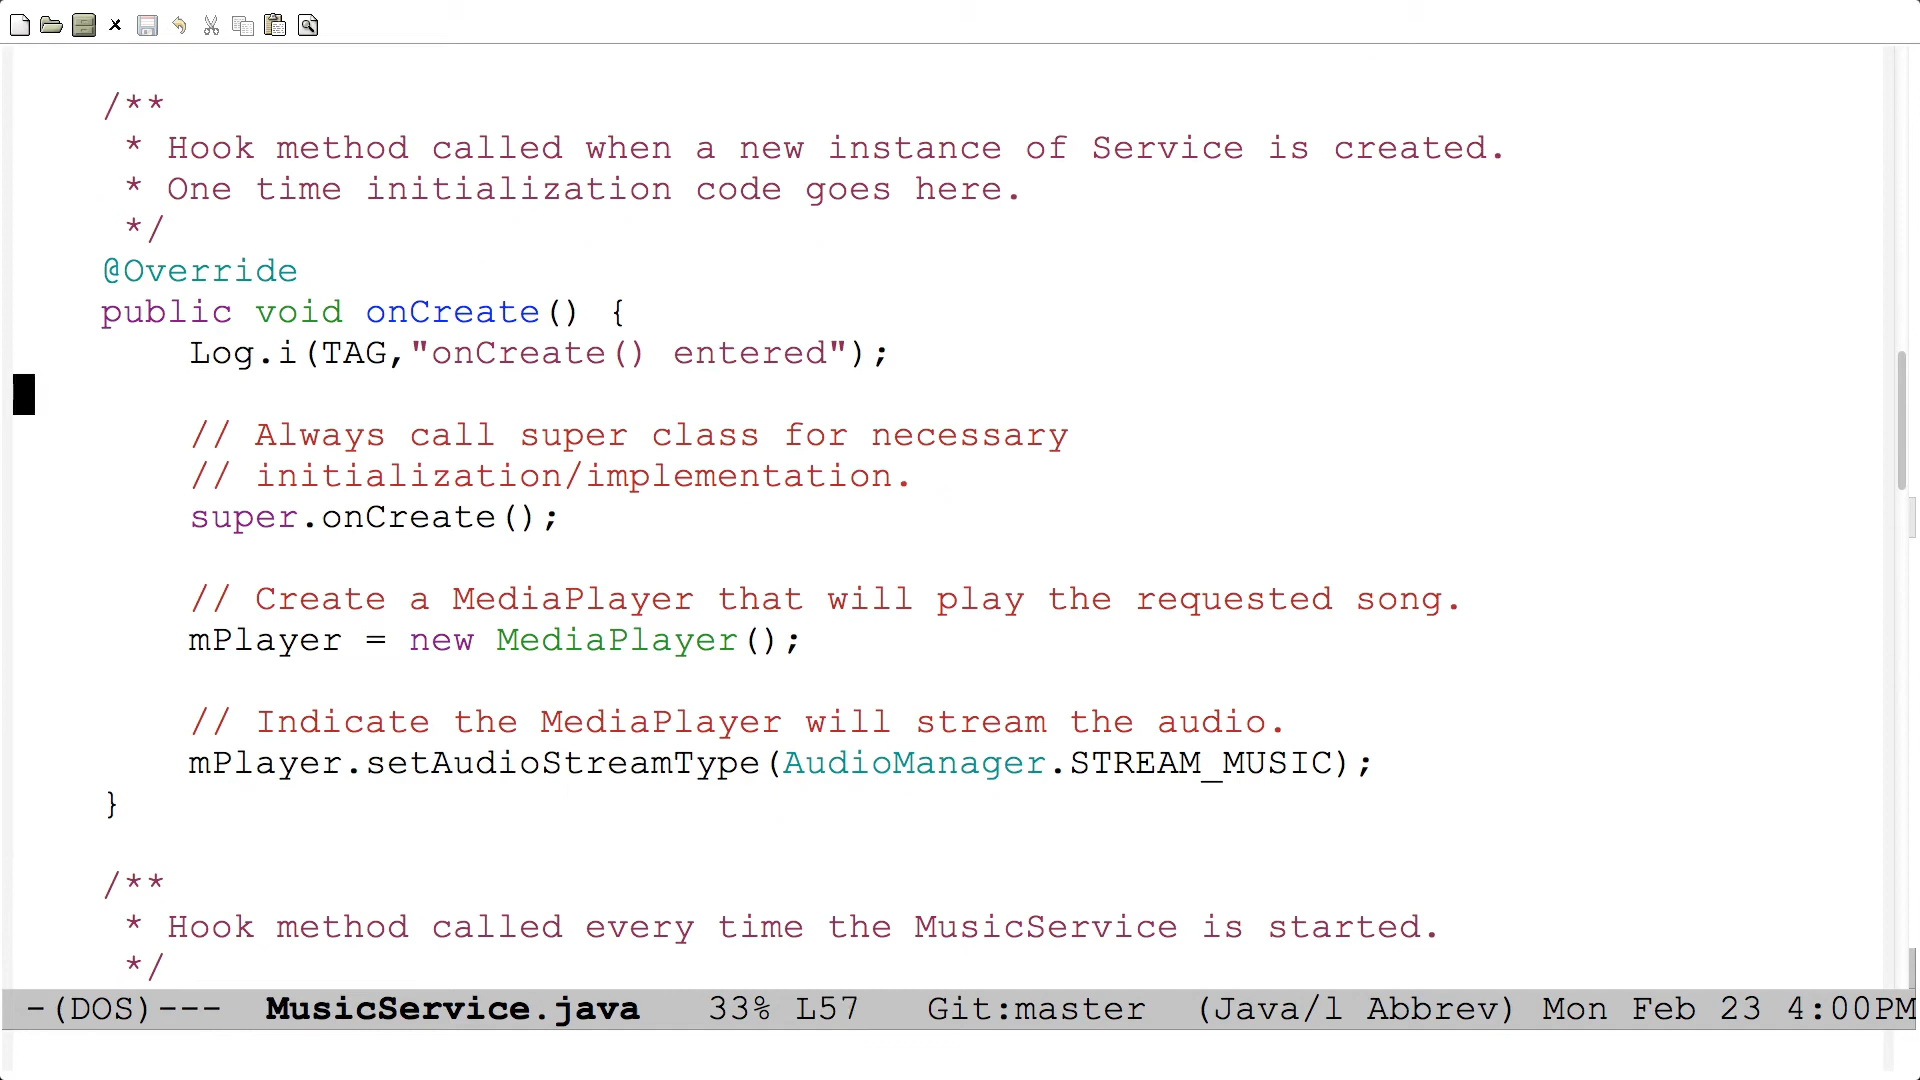 /**
* Hook method called when a new instance of Service is created.
* One time initialization code goes here.
*/
@Override
public void onCreate() {
Log.i(TAG,"onCreate() entered");
// Always call super class for necessary
// initialization/implementation.
super.onCreate();
// Create a MediaPlayer that will play the requested song.
mPlayer = new MediaPlayer();
// Indicate the MediaPlayer will stream the audio.
mPlayer.setAudioStreamType(AudioManager.STREAM_MUSIC);
}
/**
* Hook method called every time the MusicService is started.
*/
-(DOS)--- MusicService.java 33% L57 Git:master (Java/l Abbrev) Mon Feb 23 4:00PM